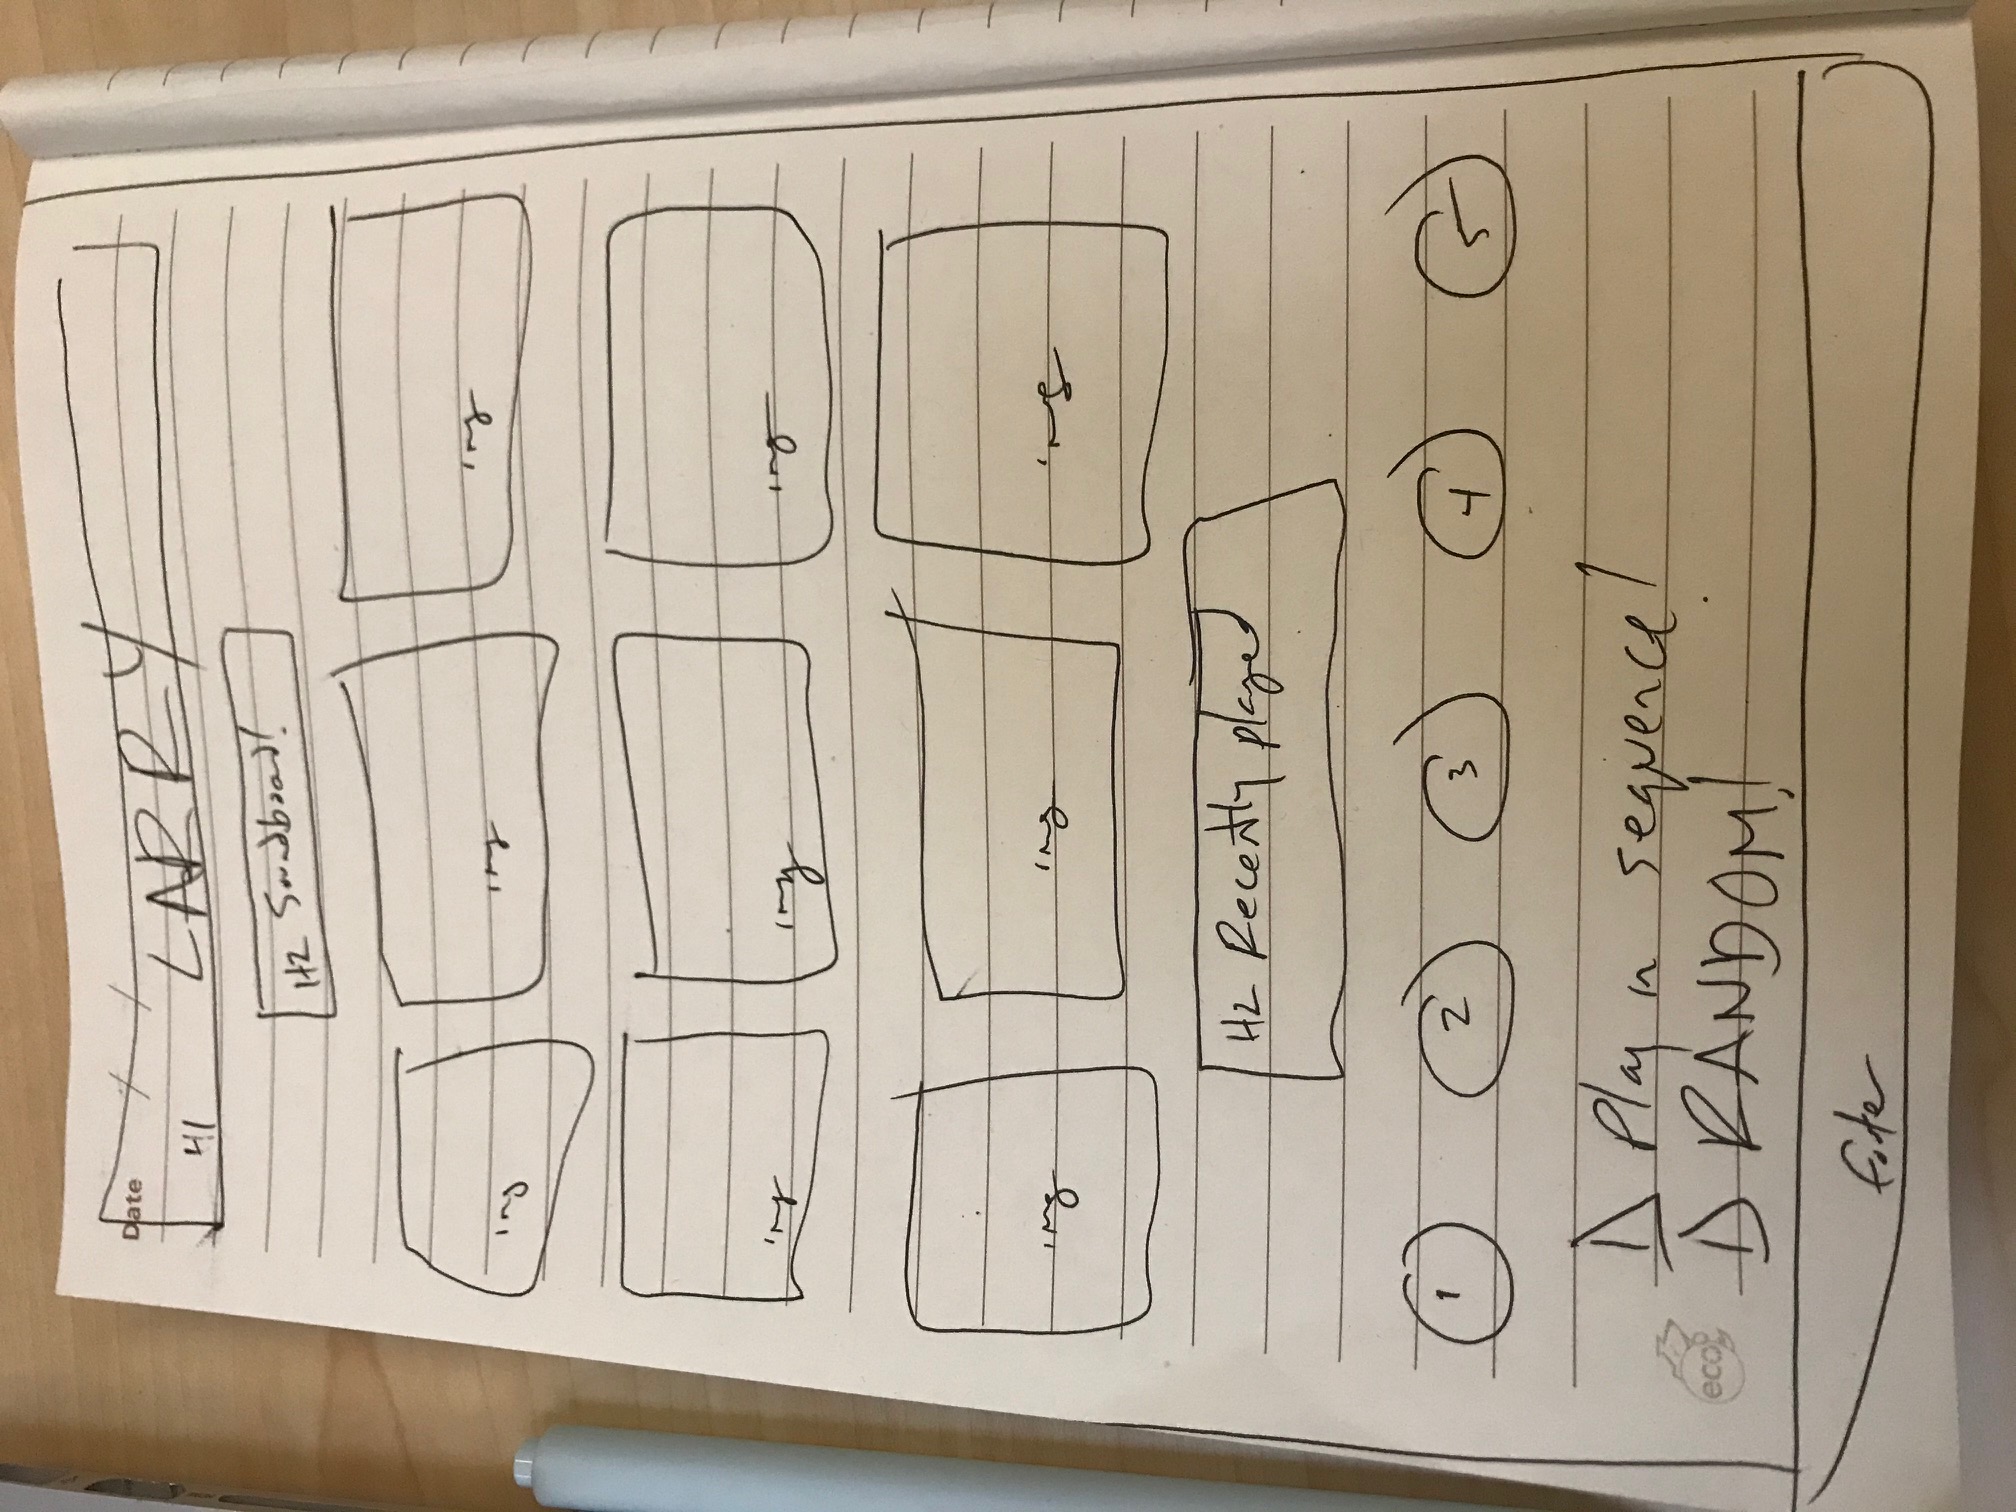 Date / /
H1 LARRY
H2 Soundboard!
img img img
img img img
img img img
H2 Recently played
1 2 3 4 5
Play in sequence!
RANDOM!
eco
footer